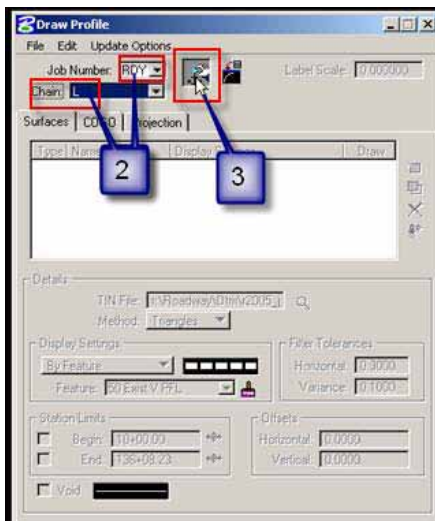 Draw Profile
File Edit Update Options
Job Number: RDY
Label Scale: 0.000000
Chain: L
Surfaces COGO Projection
Type Name Display Draw
2
3
Details
TIN File:
Method: Triangles
Display Settings
By Feature
Feature: 50 Exist V PFL
Filter Tolerances
Horizontal: 0.3000
Variance: 0.1000
Station Limits
Begin: 10+00.00
End: 136+08.23
Offsets
Horizontal: 0.0000
Vertical: 0.0000
Void